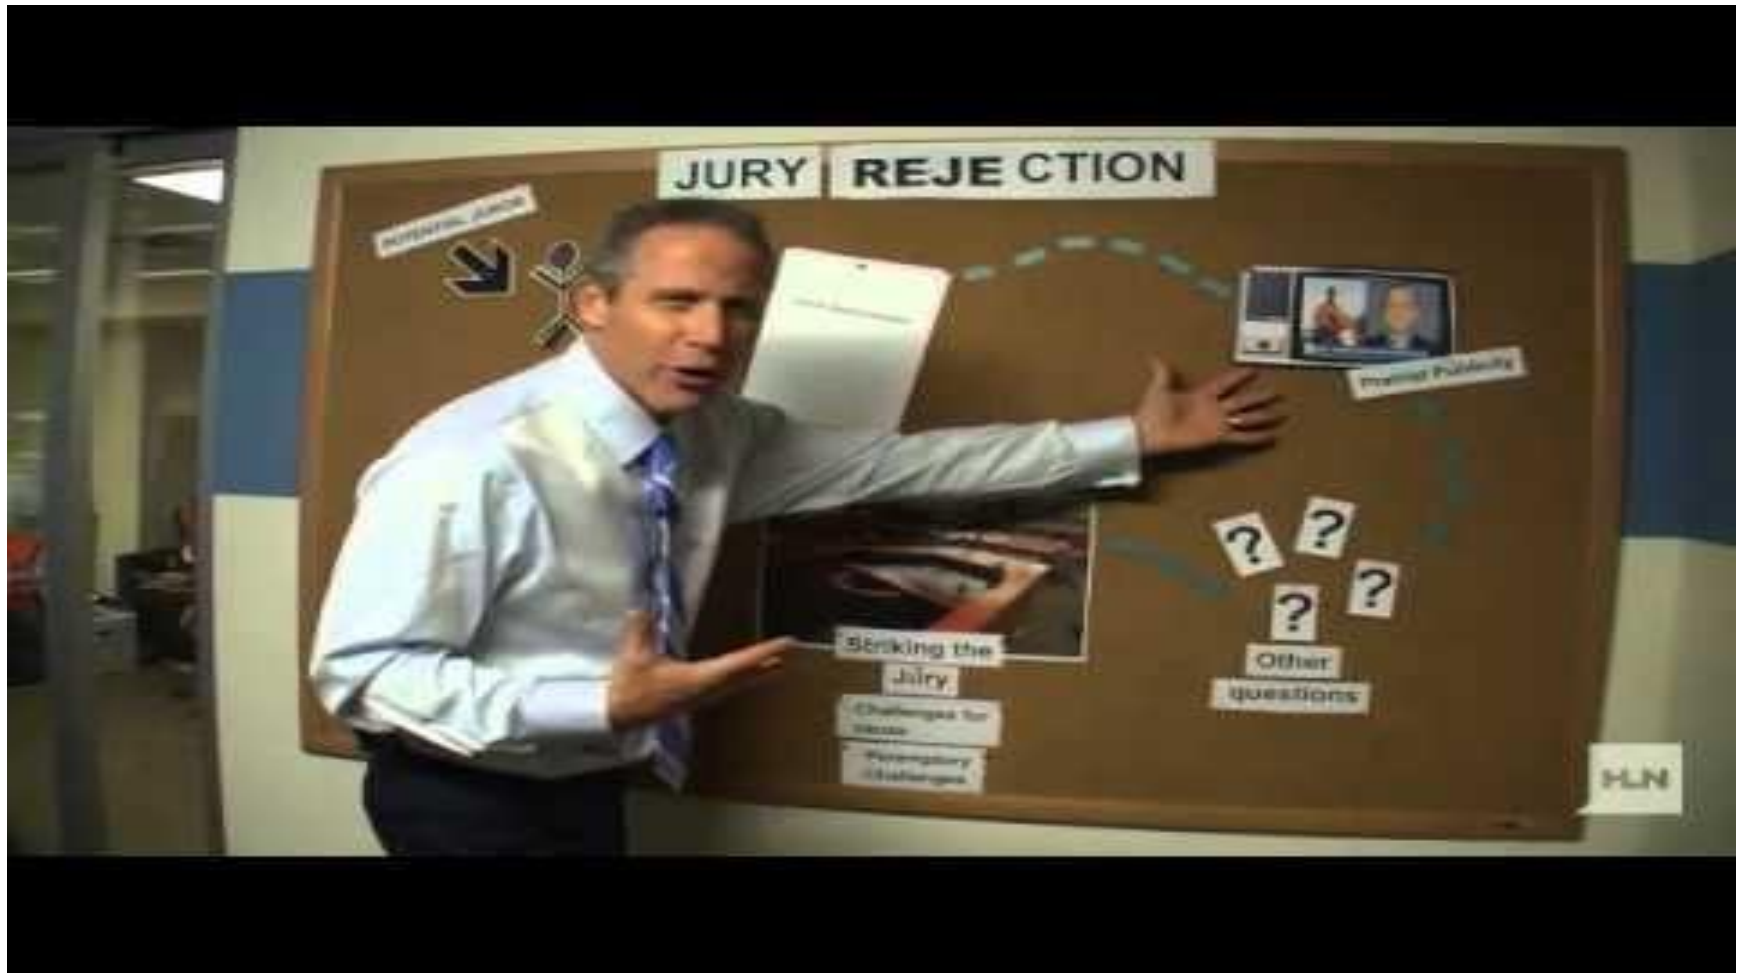 JURY REJECTION
POTENTIAL JUROR
Pretrial Publicity
? ? ? ?
Other
questions
Striking the
Jury
Challenges for
cause
Peremptory
Challenges
HLN